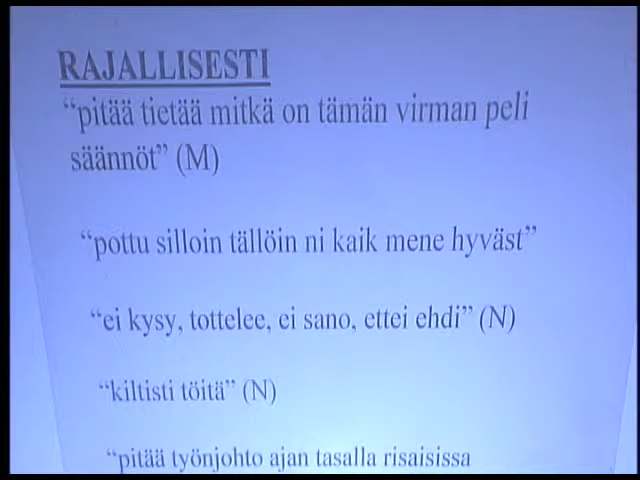 RAJALLISESTI
“pitää tietää mitkä on tämän virman peli
säännöt” (M)
“pottu silloin tällöin ni kaik mene hyväst”
“ei kysy, tottelee, ei sano, ettei ehdi” (N)
“kiltisti töitä” (N)
“pitää työnjohto ajan tasalla risaisissa